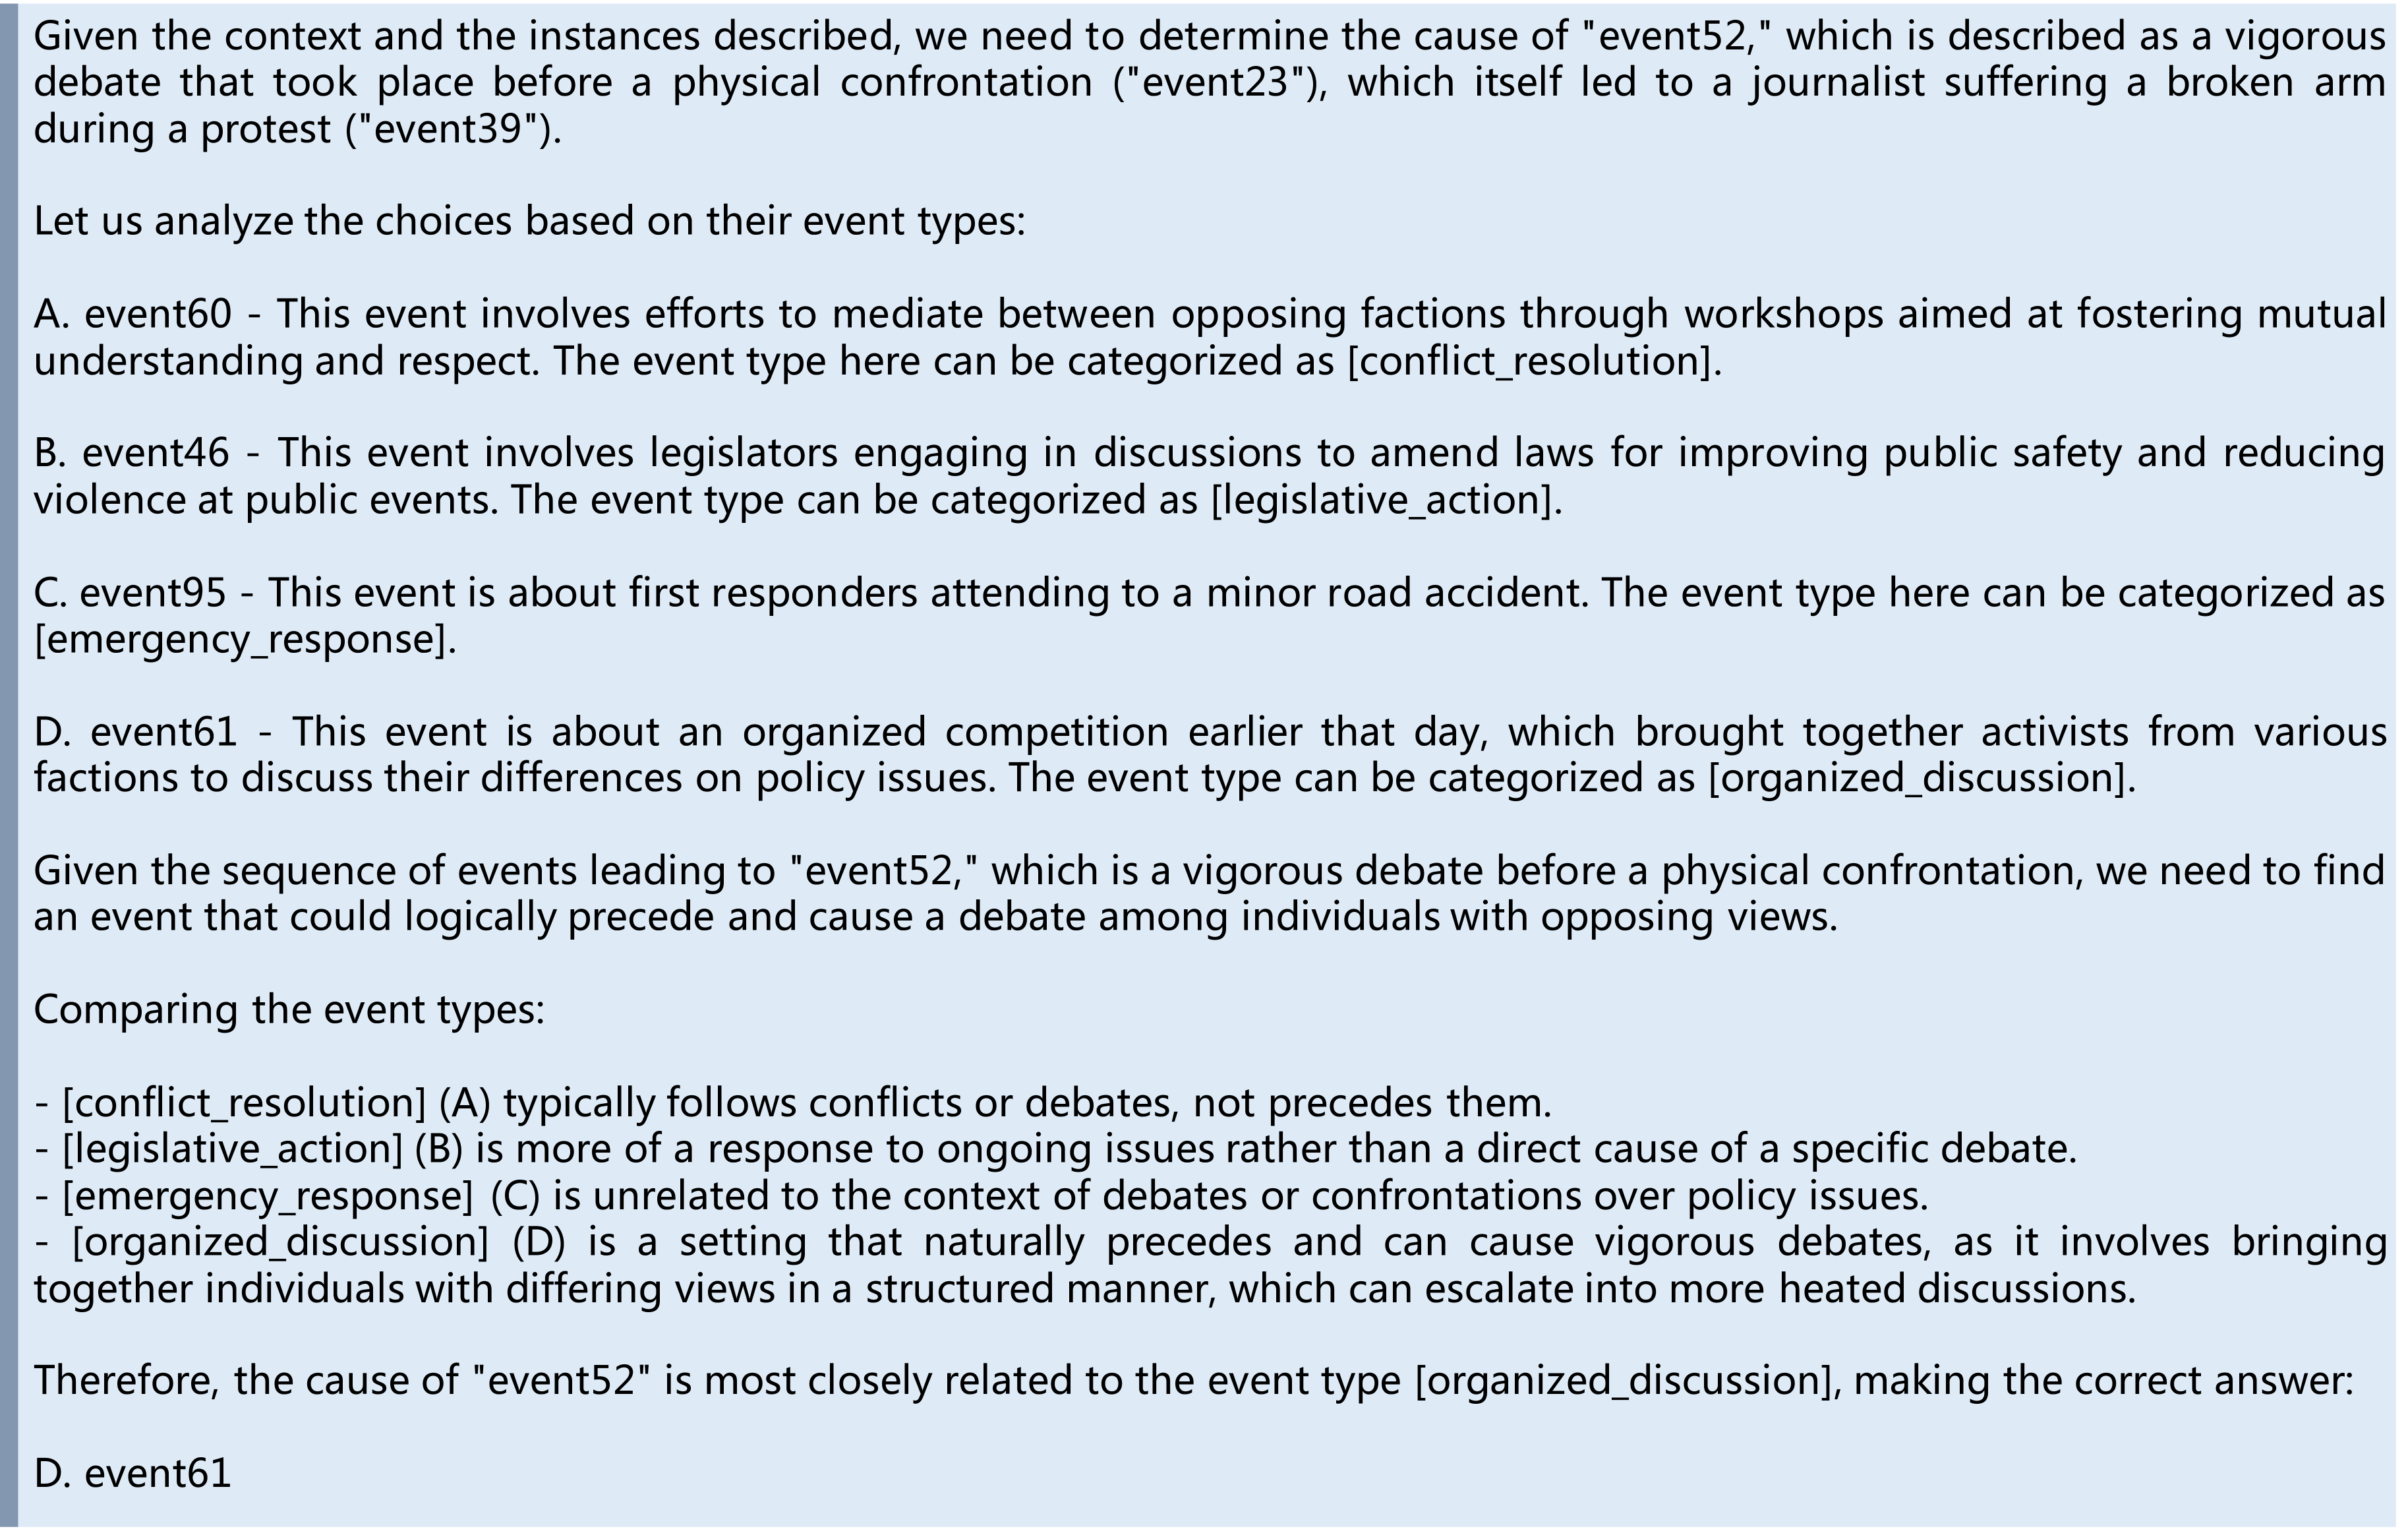 Given the context and the instances described, we need to determine the cause of "event52," which is described as a vigorous
debate that took place before a physical confrontation ("event23"), which itself led to a journalist suffering a broken arm
during a protest ("event39").
Let us analyze the choices based on their event types:
A. event60 - This event involves efforts to mediate between opposing factions through workshops aimed at fostering mutual
understanding and respect. The event type here can be categorized as [conflict_resolution].
B. event46 - This event involves legislators engaging in discussions to amend laws for improving public safety and reducing
violence at public events. The event type can be categorized as [legislative_action].
C. event95 - This event is about first responders attending to a minor road accident. The event type here can be categorized as
[emergency_response].
D. event61 - This event is about an organized competition earlier that day, which brought together activists from various
factions to discuss their differences on policy issues. The event type can be categorized as [organized_discussion].
Given the sequence of events leading to "event52," which is a vigorous debate before a physical confrontation, we need to find
an event that could logically precede and cause a debate among individuals with opposing views.
Comparing the event types:
- [conflict_resolution] (A) typically follows conflicts or debates, not precedes them.
- [legislative_action] (B) is more of a response to ongoing issues rather than a direct cause of a specific debate.
- [emergency_response] (C) is unrelated to the context of debates or confrontations over policy issues.
- [organized_discussion] (D) is a setting that naturally precedes and can cause vigorous debates, as it involves bringing
together individuals with differing views in a structured manner, which can escalate into more heated discussions.
Therefore, the cause of "event52" is most closely related to the event type [organized_discussion], making the correct answer:
D. event61